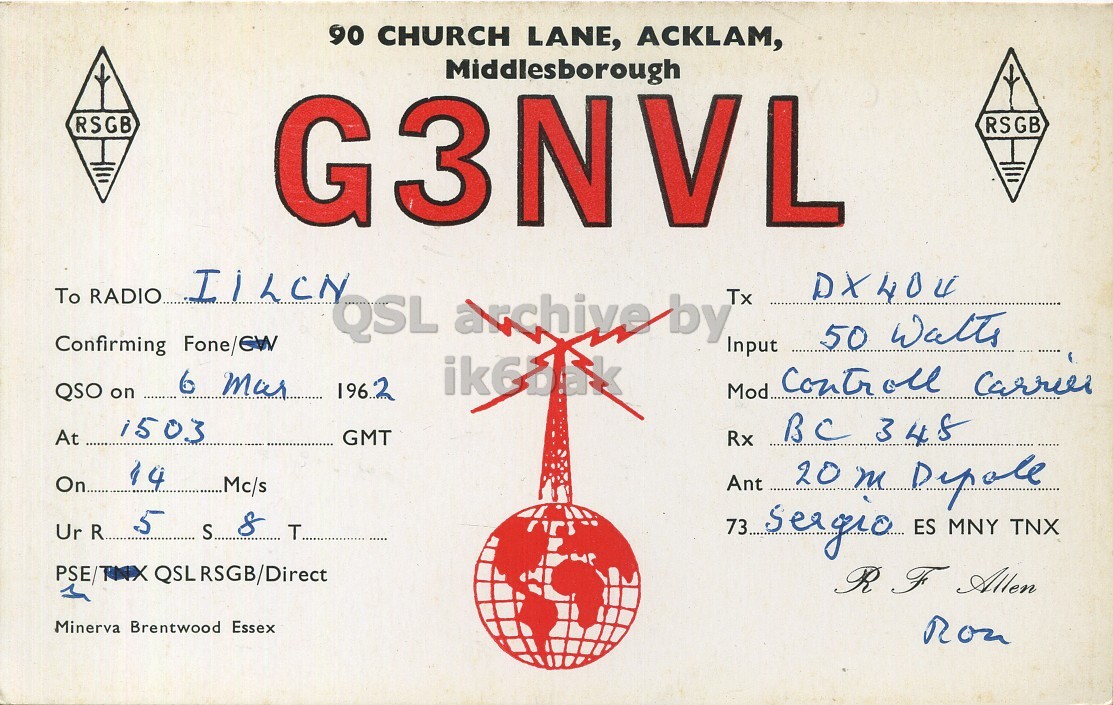 90 CHURCH LANE, ACKLAM,
Middlesborough
RSGB
G3NVL
RSGB
QSL archive by
ik6bak
To RADIO I1LCN
Confirming Fone/CW
QSO on 6 Mar 1962
At 1503 GMT
On 14 Mc/s
Ur R 5 S 8 T
PSE/TNX QSL RSGB/Direct
Minerva Brentwood Essex
Tx DX40U
Input 50 Watts
Mod Controll Carrier
Rx BC 348
Ant 20 m Dipole
73 Sergio ES MNY TNX
R F Allen
Ron